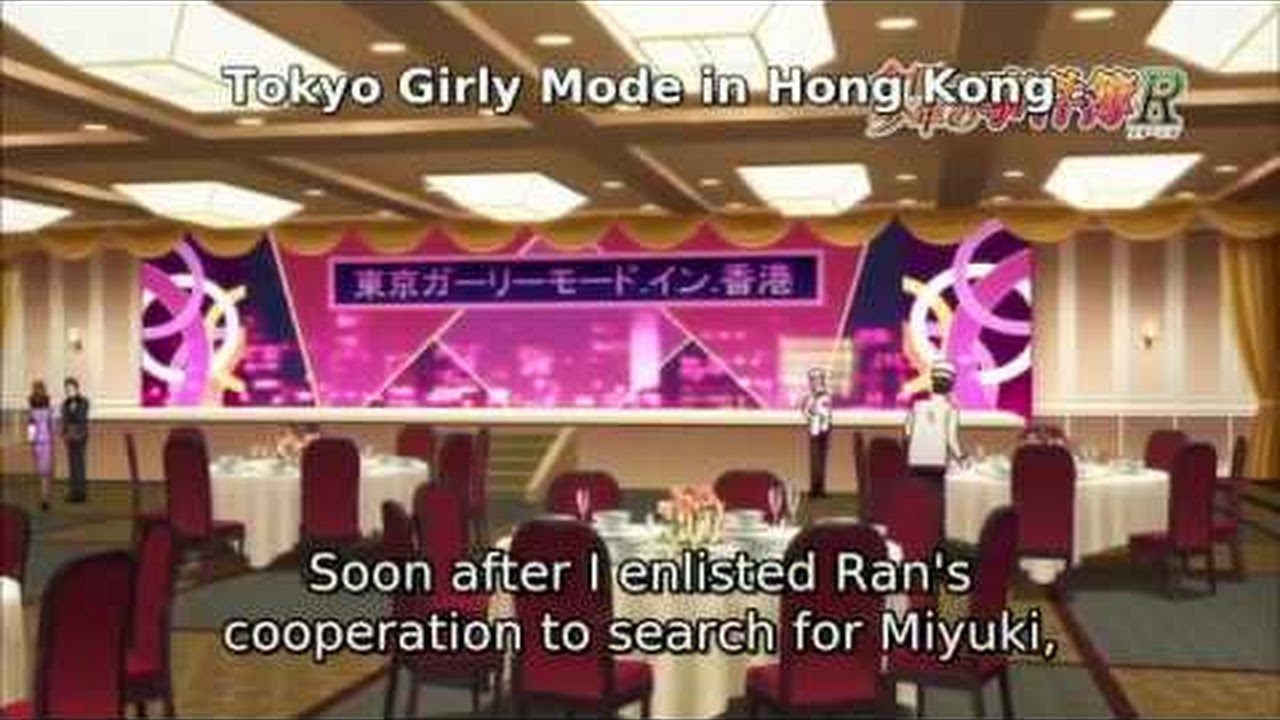 Tokyo Girly Mode in Hong Kong
東京ガーリーモード.イン.香港
Soon after I enlisted Ran's
cooperation to search for Miyuki,